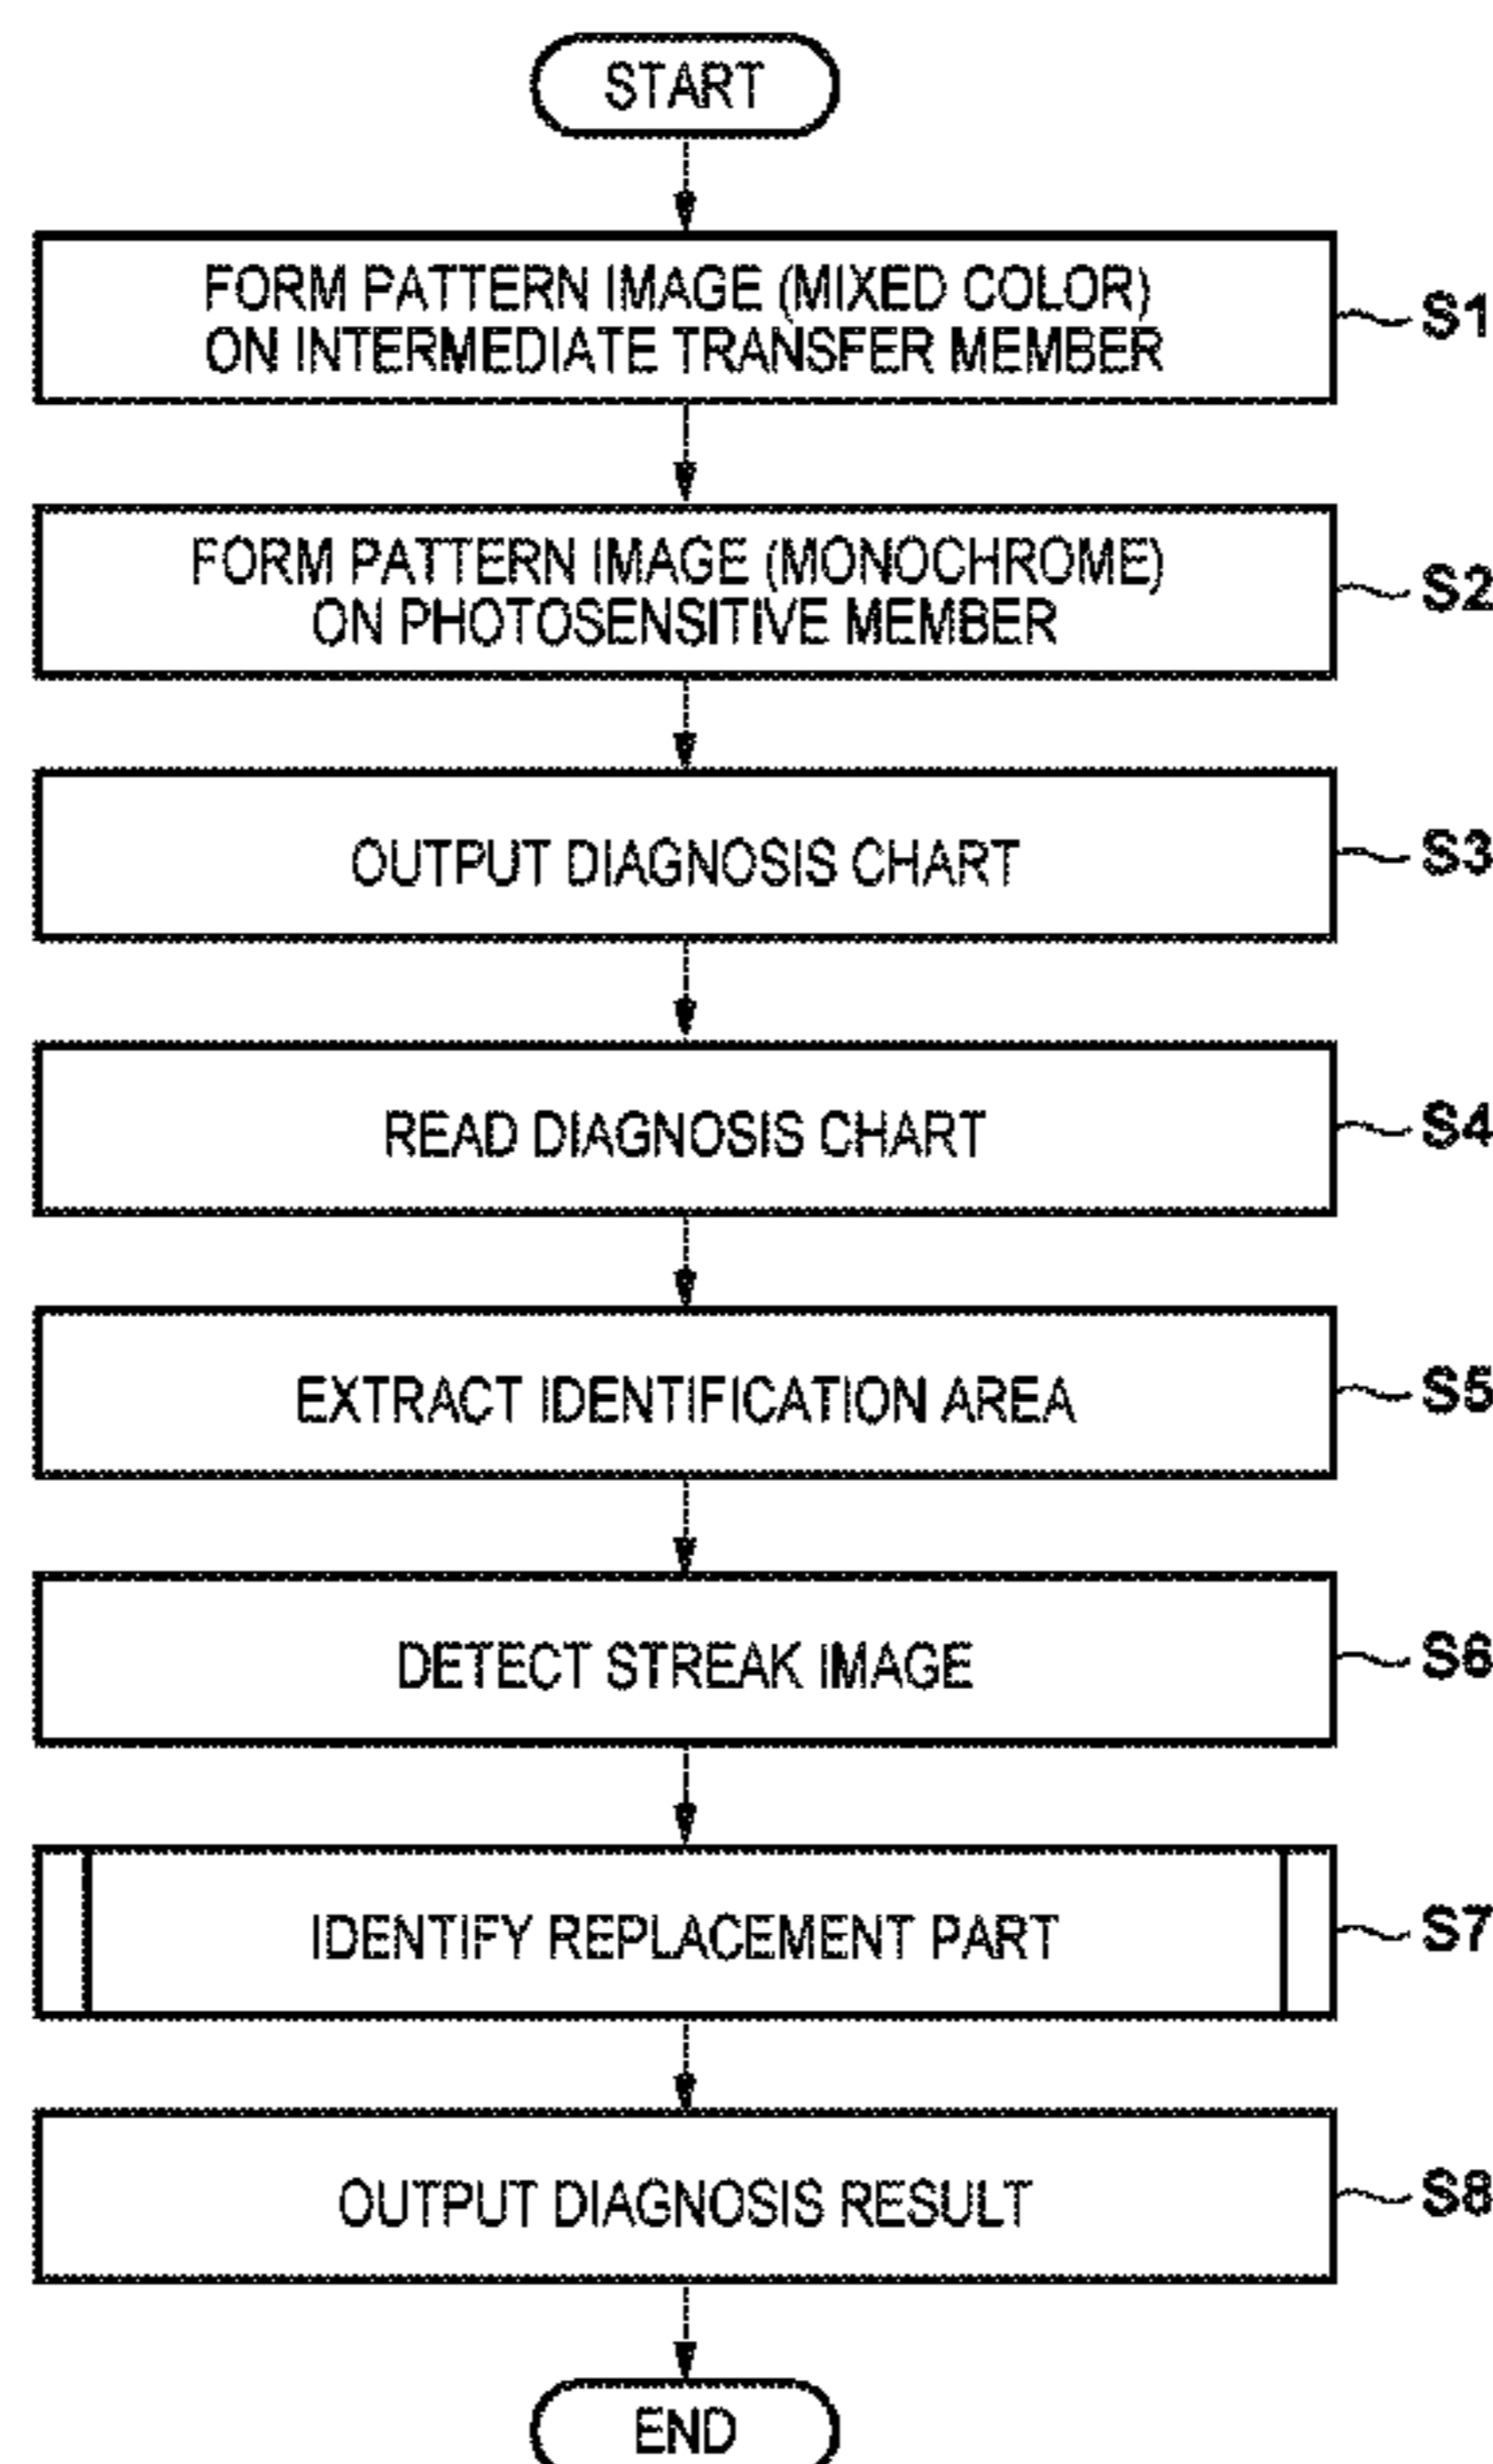 START
FORM PATTERN IMAGE (MIXED COLOR)
ON INTERMEDIATE TRANSFER MEMBER
S1
FORM PATTERN IMAGE (MONOCHROME)
ON PHOTOSENSITIVE MEMBER
S2
OUTPUT DIAGNOSIS CHART
S3
READ DIAGNOSIS CHART
S4
EXTRACT IDENTIFICATION AREA
S5
DETECT STREAK IMAGE
S6
IDENTIFY REPLACEMENT PART
S7
OUTPUT DIAGNOSIS RESULT
S8
END